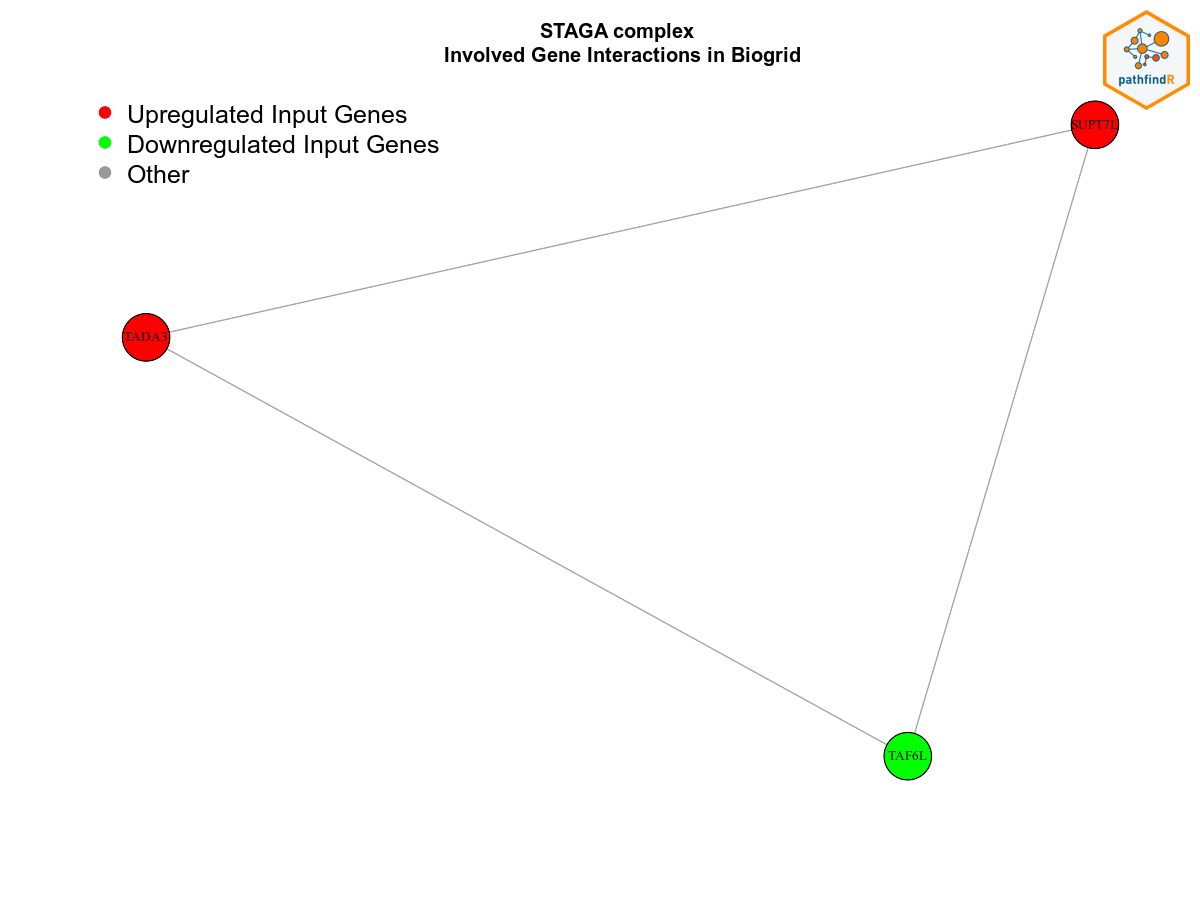 STAGA complex
Involved Gene Interactions in Biogrid
pathfindR
Upregulated Input Genes
Downregulated Input Genes
Other
SUPT7L
TADA3
TAF6L